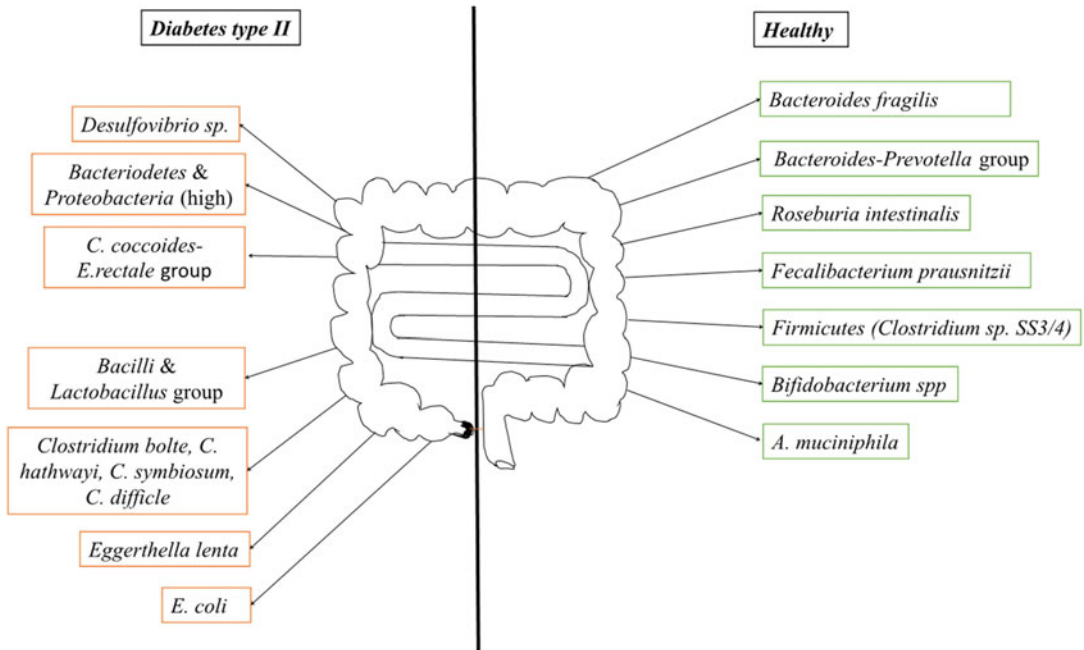 Diabetes type II
Desulfovibrio sp.
Bacteriodetes &
Proteobacteria (high)
C. coccoides-
E.rectale group
Bacilli &
Lactobacillus group
Clostridium bolte, C.
hathwayi, C. symbiosum,
C. difficle
Eggerthella lenta
E. coli
Healthy
Bacteroides fragilis
Bacteroides-Prevotella group
Roseburia intestinalis
Fecalibacterium prausnitzii
Firmicutes (Clostridium sp. SS3/4)
Bifidobacterium spp
A. muciniphila